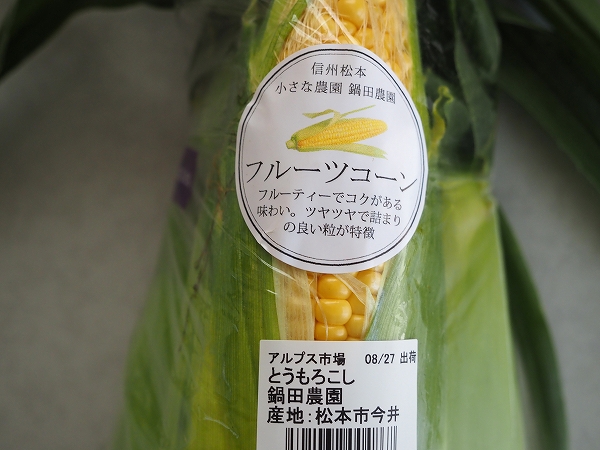 信州松本
小さな農園 鍋田農園
フルーツコーン
フルーティーでコクがある
味わい。ツヤツヤで詰まり
の良い粒が特徴
アルプス市場 08/27 出荷
とうもろこし
鍋田農園
産地:松本市今井